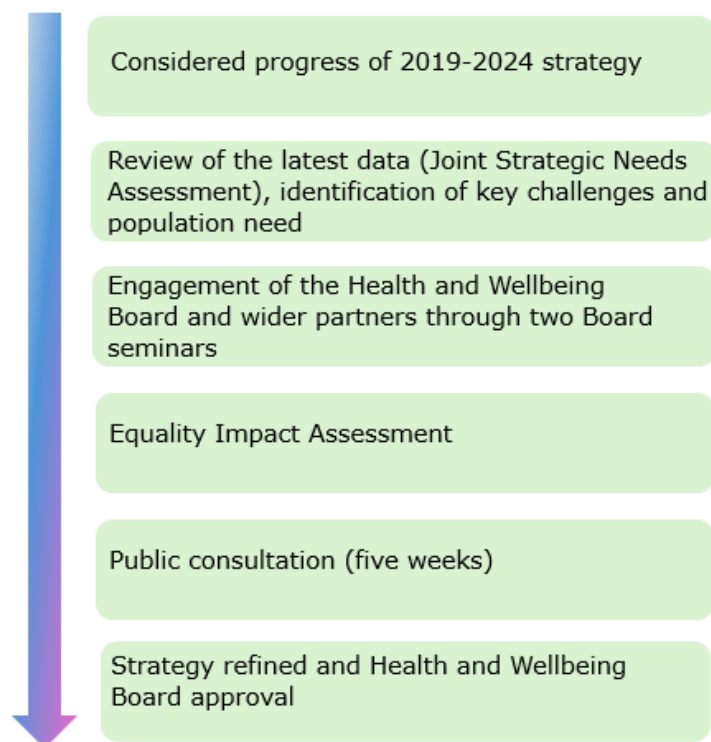 Considered progress of 2019-2024 strategy
Review of the latest data (Joint Strategic Needs
Assessment), identification of key challenges and
population need
Engagement of the Health and Wellbeing
Board and wider partners through two Board
seminars
Equality Impact Assessment
Public consultation (five weeks)
Strategy refined and Health and Wellbeing
Board approval